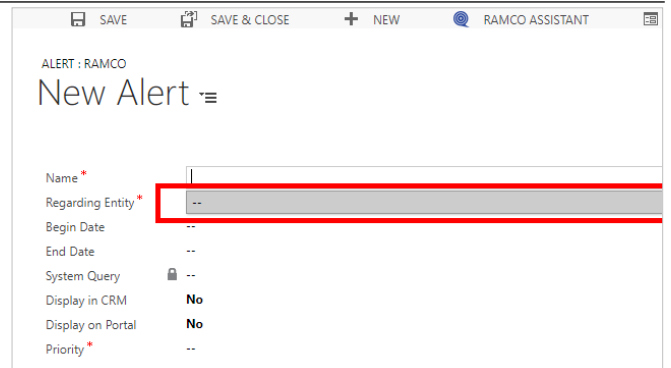 SAVE SAVE & CLOSE NEW RAMCO ASSISTANT
ALERT : RAMCO
New Alert
Name *
Regarding Entity * --
Begin Date --
End Date --
System Query --
Display in CRM No
Display on Portal No
Priority * --